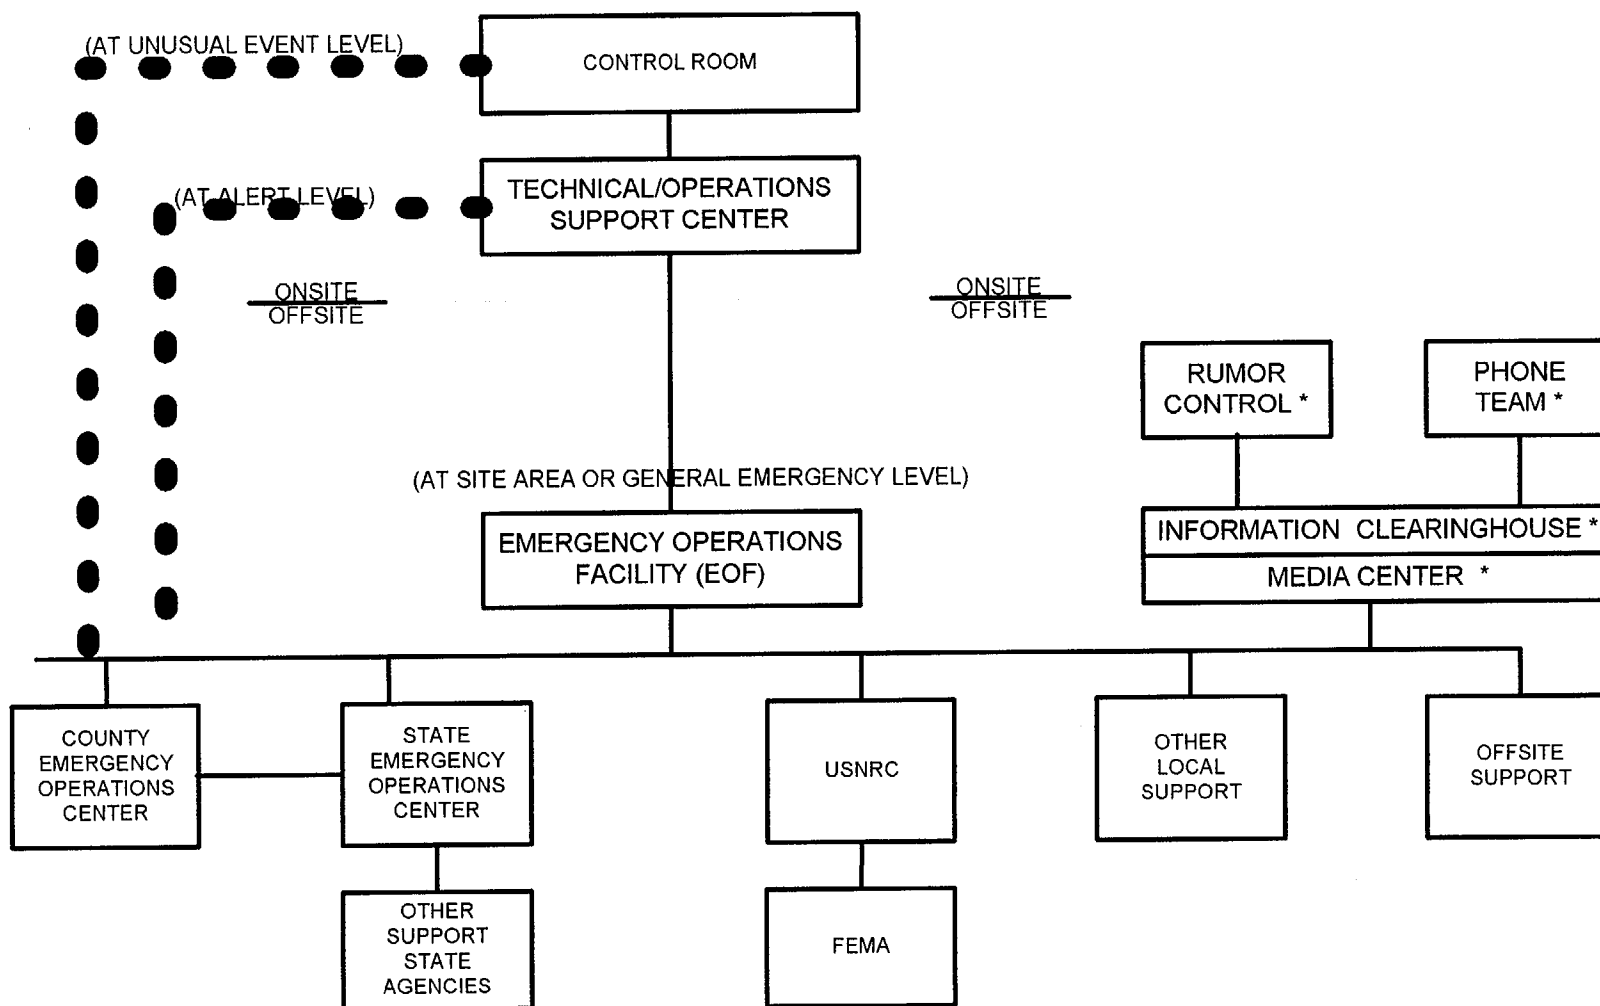 (AT UNUSUAL EVENT LEVEL)
CONTROL ROOM
(AT ALERT LEVEL)
TECHNICAL/OPERATIONS
SUPPORT CENTER
ONSITE
OFFSITE
ONSITE
OFFSITE
RUMOR
CONTROL *
PHONE
TEAM *
(AT SITE AREA OR GENERAL EMERGENCY LEVEL)
EMERGENCY OPERATIONS
FACILITY (EOF)
INFORMATION CLEARINGHOUSE *
MEDIA CENTER *
COUNTY
EMERGENCY
OPERATIONS
CENTER
STATE
EMERGENCY
OPERATIONS
CENTER
USNRC
OTHER
LOCAL
SUPPORT
OFFSITE
SUPPORT
OTHER
SUPPORT
STATE
AGENCIES
FEMA